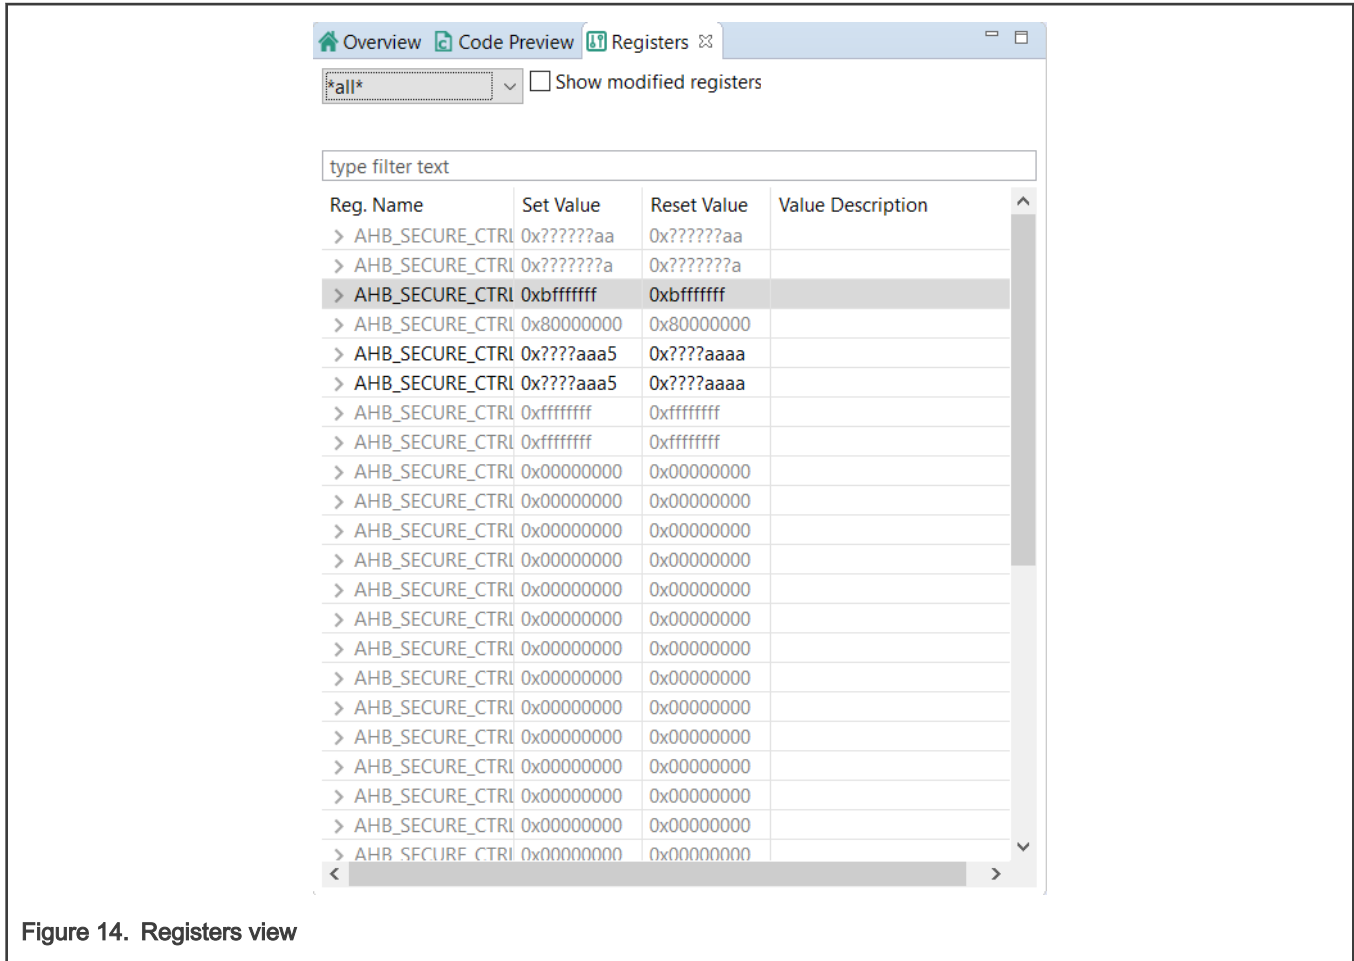 Overview Code Preview Registers
*all* Show modified registers
type filter text
Reg. Name Set Value Reset Value Value Description
AHB_SECURE_CTRL 0x??????aa 0x??????aa
AHB_SECURE_CTRL 0x???????a 0x???????a
AHB_SECURE_CTRL 0xbfffffff 0xbfffffff
AHB_SECURE_CTRL 0x80000000 0x80000000
AHB_SECURE_CTRL 0x????aaa5 0x????aaaa
AHB_SECURE_CTRL 0x????aaa5 0x????aaaa
AHB_SECURE_CTRL 0xffffffff 0xffffffff
AHB_SECURE_CTRL 0xffffffff 0xffffffff
AHB_SECURE_CTRL 0x00000000 0x00000000
AHB_SECURE_CTRL 0x00000000 0x00000000
AHB_SECURE_CTRL 0x00000000 0x00000000
AHB_SECURE_CTRL 0x00000000 0x00000000
AHB_SECURE_CTRL 0x00000000 0x00000000
AHB_SECURE_CTRL 0x00000000 0x00000000
AHB_SECURE_CTRL 0x00000000 0x00000000
AHB_SECURE_CTRL 0x00000000 0x00000000
AHB_SECURE_CTRL 0x00000000 0x00000000
AHB_SECURE_CTRL 0x00000000 0x00000000
AHB_SECURE_CTRL 0x00000000 0x00000000
AHB_SECURE_CTRL 0x00000000 0x00000000
AHB_SECURE_CTRL 0x00000000 0x00000000
AHB_SECURE_CTRL 0x00000000 0x00000000
Figure 14. Registers view